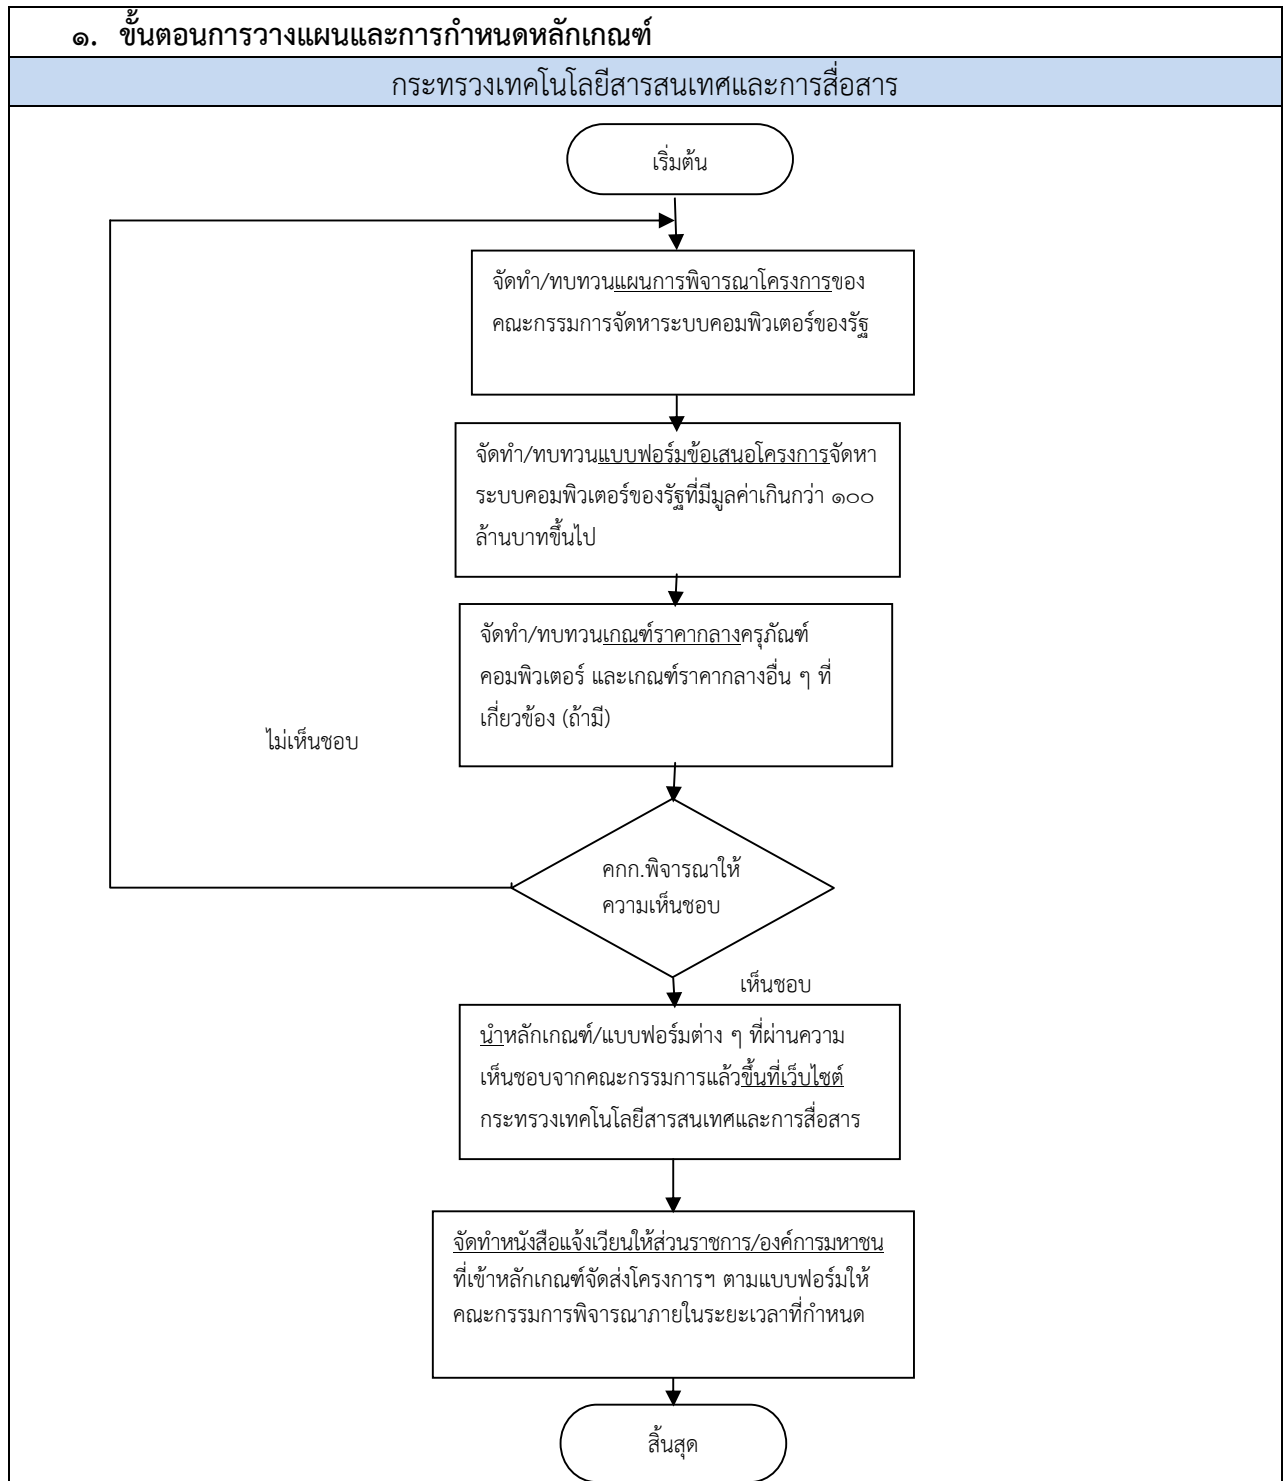 ๑. ขั้นตอนการวางแผนและการกำหนดหลักเกณฑ์
กระทรวงเทคโนโลยีสารสนเทศและการสื่อสาร
เริ่มต้น
จัดทำ/ทบทวนแผนการพิจารณาโครงการของ
คณะกรรมการจัดหาระบบคอมพิวเตอร์ของรัฐ
จัดทำ/ทบทวนแบบฟอร์มข้อเสนอโครงการจัดหา
ระบบคอมพิวเตอร์ของรัฐที่มีมูลค่าเกินกว่า ๑๐๐
ล้านบาทขึ้นไป
จัดทำ/ทบทวนเกณฑ์ราคากลางครุภัณฑ์
คอมพิวเตอร์ และเกณฑ์ราคากลางอื่น ๆ ที่
เกี่ยวข้อง (ถ้ามี)
ไม่เห็นชอบ
คกก.พิจารณาให้
ความเห็นชอบ
เห็นชอบ
นำหลักเกณฑ์/แบบฟอร์มต่าง ๆ ที่ผ่านความ
เห็นชอบจากคณะกรรมการแล้วขึ้นที่เว็บไซต์
กระทรวงเทคโนโลยีสารสนเทศและการสื่อสาร
จัดทำหนังสือแจ้งเวียนให้ส่วนราชการ/องค์การมหาชน
ที่เข้าหลักเกณฑ์จัดส่งโครงการฯ ตามแบบฟอร์มให้
คณะกรรมการพิจารณาภายในระยะเวลาที่กำหนด
สิ้นสุด